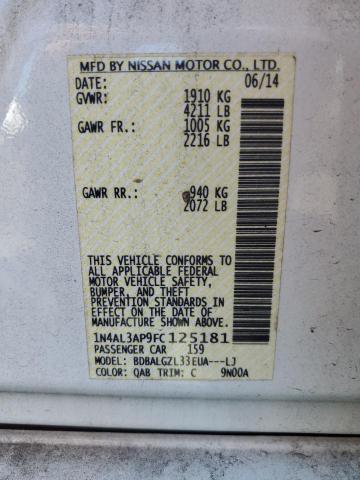 MFD BY NISSAN MOTOR CO., LTD.
DATE: 06/14
GVWR: 1910 KG
4211 LB
GAWR FR.: 1005 KG
2216 LB
GAWR RR.: 940 KG
2072 LB
THIS VEHICLE CONFORMS TO
ALL APPLICABLE FEDERAL
MOTOR VEHICLE SAFETY,
BUMPER, AND THEFT
PREVENTION STANDARDS IN
EFFECT ON THE DATE OF
MANUFACTURE SHOWN ABOVE.
1N4AL3AP9FC125181
PASSENGER CAR 159
MODEL: BDBALGZL33EUA---LJ
COLOR: QAB TRIM: C 9N00A